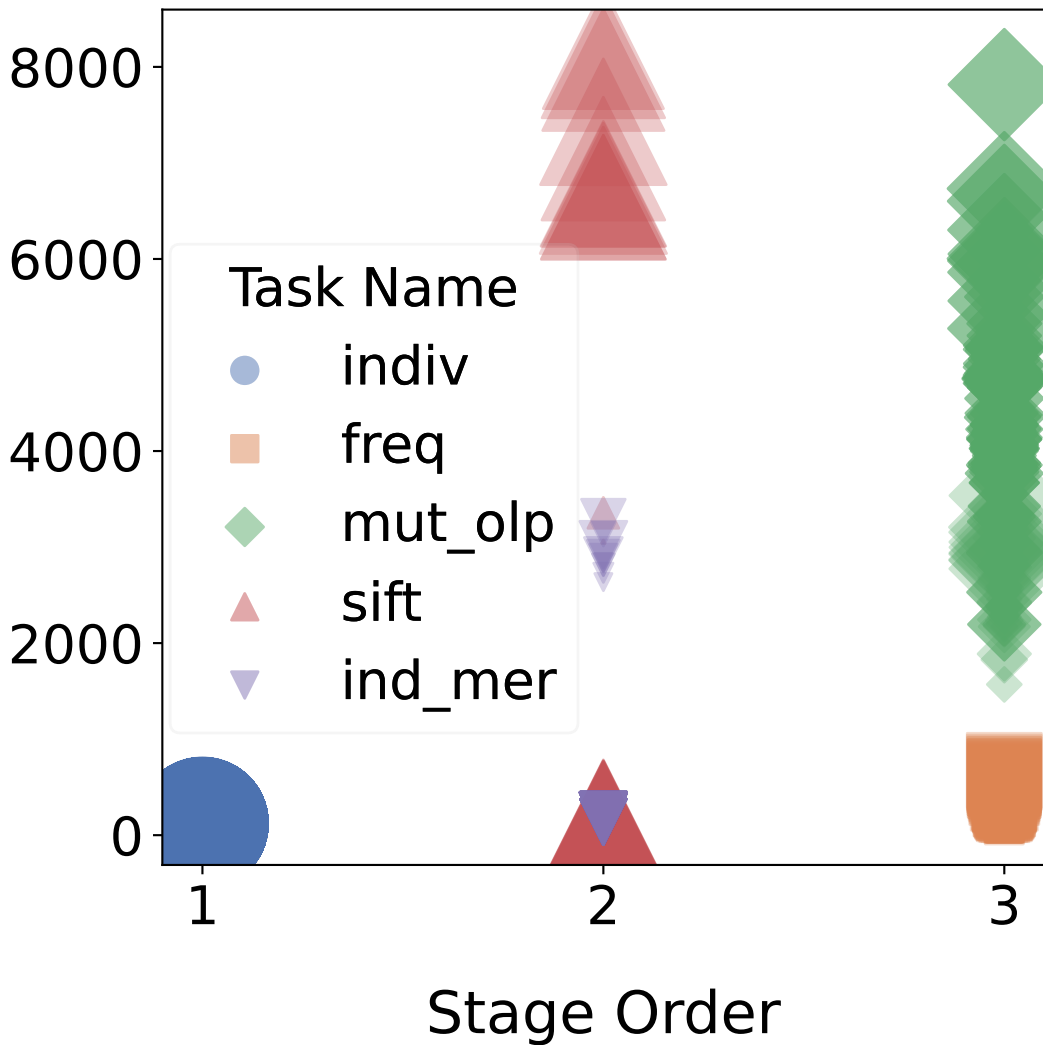 8000
6000
4000
2000
0
Task Name
indiv
freq
mut_olp
sift
ind_mer
1 2 3
Stage Order